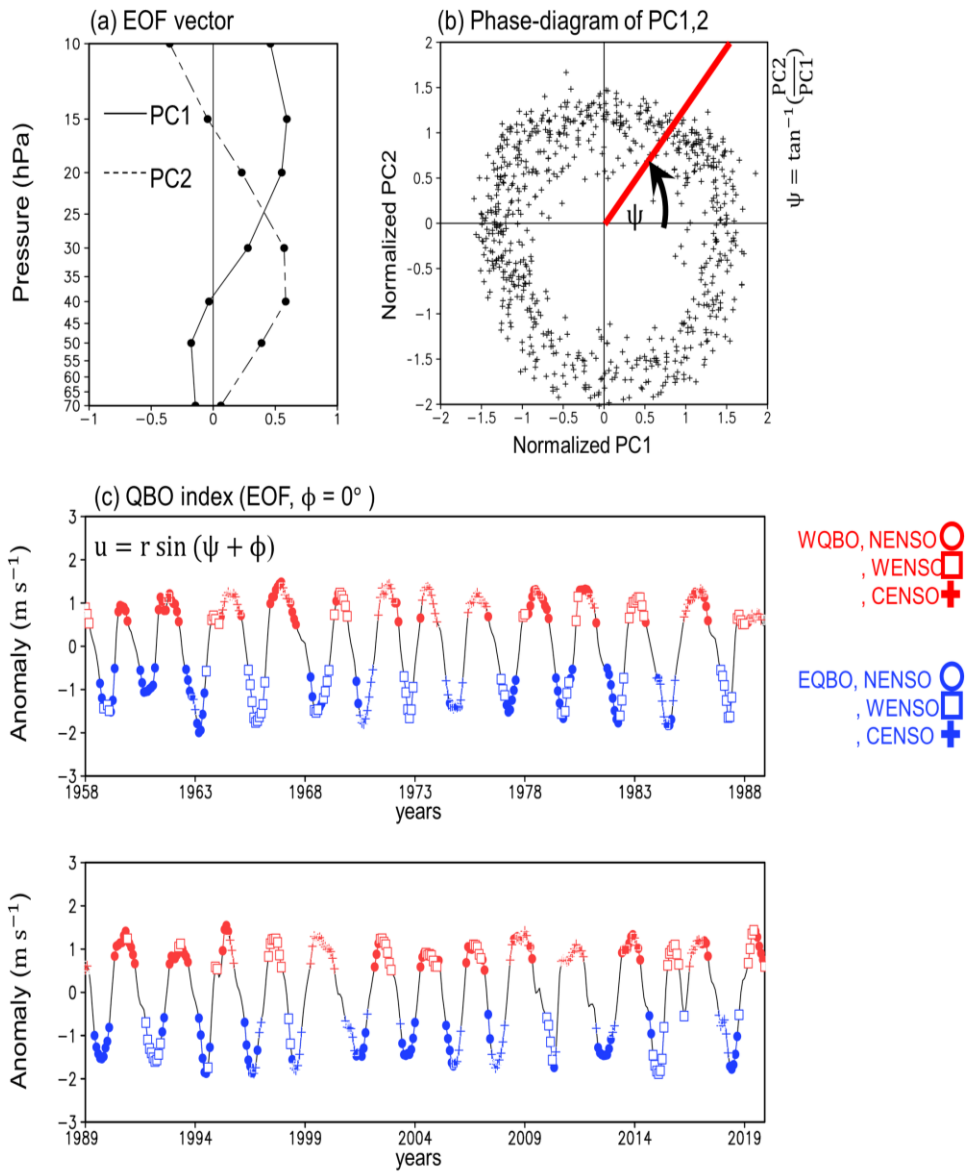 (a) EOF vector
(b) Phase-diagram of PC1,2
10
15
20
25
30
35
40
45
50
55
60
65
70
Pressure (hPa)
PC1
PC2
-1 -0.5 0 0.5 1
2
1.5
1
0.5
0
-0.5
-1
-1.5
-2
Normalized PC2
ψ
-2 -1.5 -1 -0.5 0 0.5 1 1.5 2
Normalized PC1
ψ = tan⁻¹(PC2/PC1)
(c) QBO index (EOF, ϕ = 0° )
u = r sin (ψ + ϕ)
3
2
1
0
-1
-2
-3
Anomaly (m s⁻¹)
1958 1963 1968 1973 1978 1983 1988
years
WQBO, NENSO
, WENSO
, CENSO
EQBO, NENSO
, WENSO
, CENSO
3
2
1
0
-1
-2
-3
Anomaly (m s⁻¹)
1989 1994 1999 2004 2009 2014 2019
years